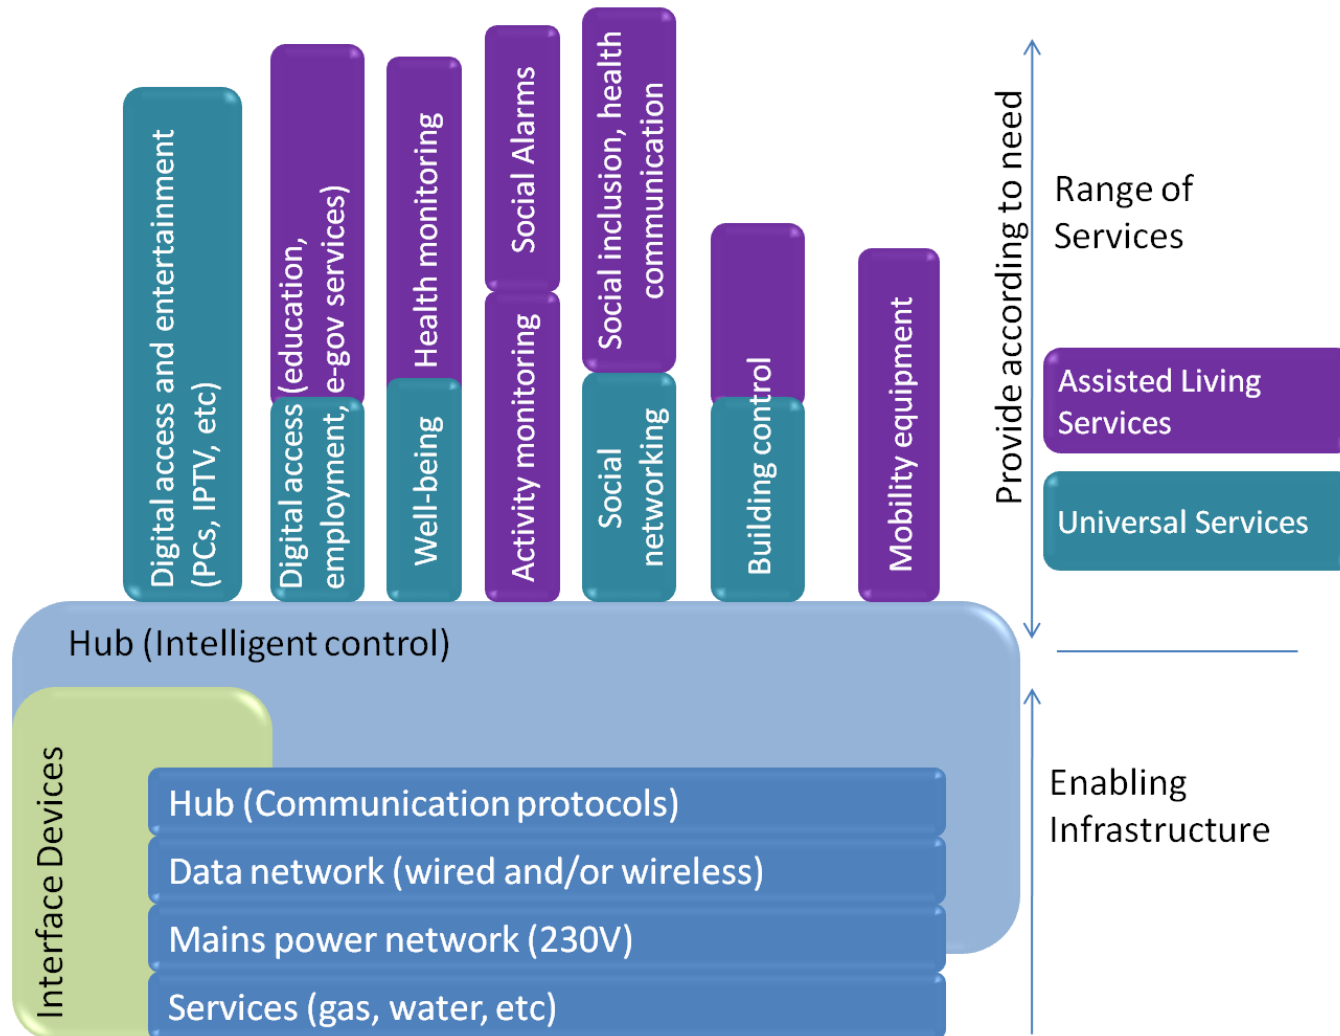 Digital access and entertainment
(PCs, IPTV, etc)
Digital access (education,
employment, e-gov services)
Well-being
Health monitoring
Activity monitoring
Social Alarms
Social
networking
Social inclusion, health
communication
Building control
Mobility equipment
Provide according to need
Range of
Services
Assisted Living
Services
Universal Services
Hub (Intelligent control)
Interface Devices
Hub (Communication protocols)
Data network (wired and/or wireless)
Mains power network (230V)
Services (gas, water, etc)
Enabling
Infrastructure